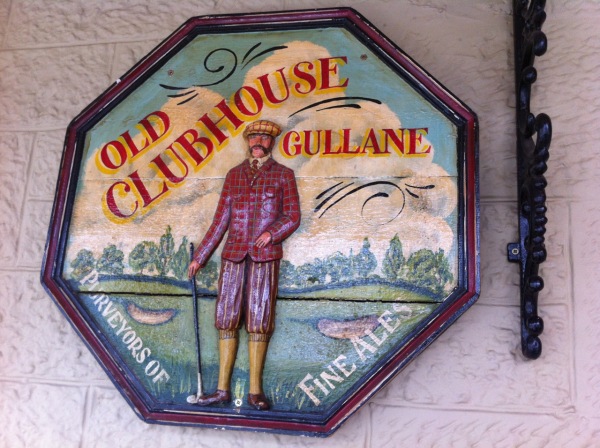 OLD
CLUBHOUSE
GULLANE
PURVEYORS OF
FINE ALES